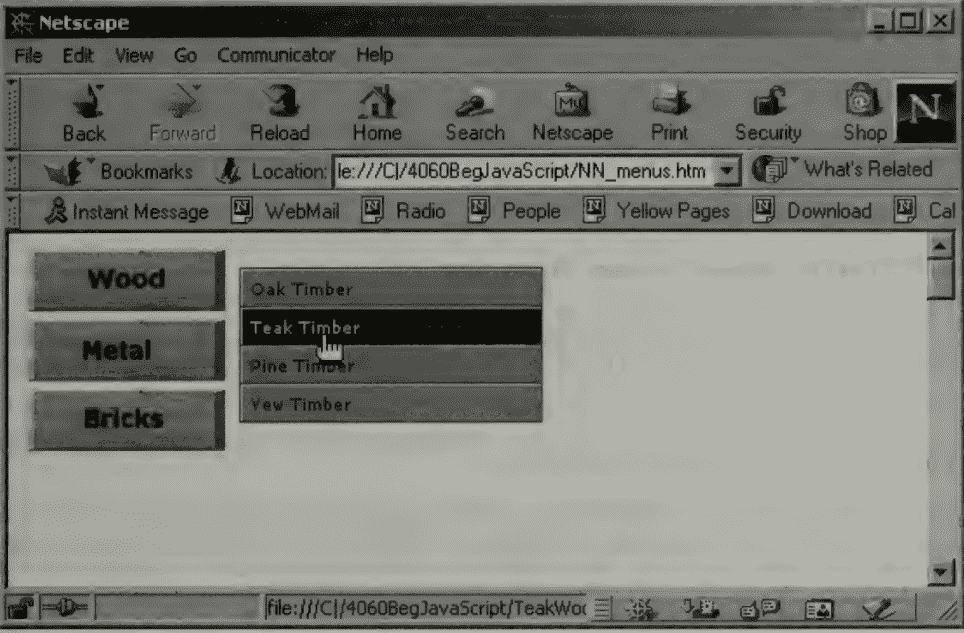 Netscape
File Edit View Go Communicator Help
N
My
Back Forward Reload Home Search Netscape Print Security Shop
Bookmarks Location: le:///C|/4060BegJavaScript/NN_menus.htm What's Related
Instant Message N WebMail N Radio N People N Yellow Pages N Download N Cal
Wood
Metal
Bricks
Oak Timber
Teak Timber
Pine Timber
Yew Timber
file:///C|/4060BegJavaScript/TeakWoo